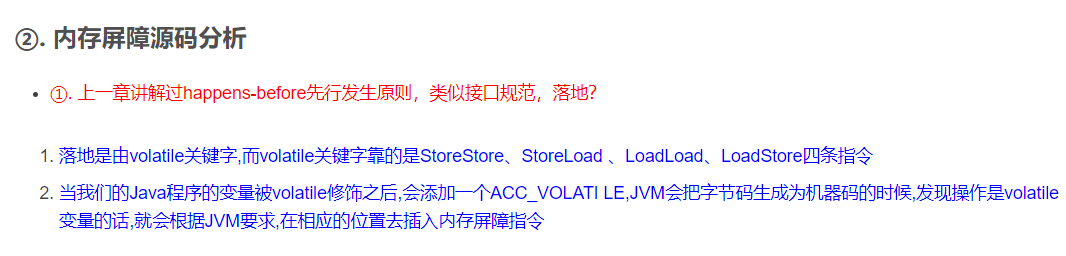 ②. 内存屏障源码分析
①. 上一章讲解过happens-before先行发生原则，类似接口规范，落地?
1. 落地是由volatile关键字,而volatile关键字靠的是StoreStore、StoreLoad 、LoadLoad、LoadStore四条指令
2. 当我们的Java程序的变量被volatile修饰之后,会添加一个ACC_VOLATI LE,JVM会把字节码生成为机器码的时候,发现操作是volatile
变量的话,就会根据JVM要求,在相应的位置去插入内存屏障指令